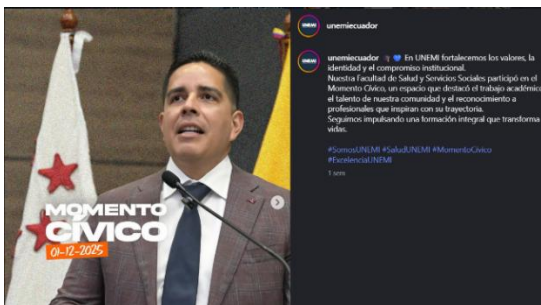 MOMENTO
CÍVICO
01-12-2025
UNEMI
unemiecuador
UNEMI
unemiecuador En UNEMI fortalecemos los valores, la
identidad y el compromiso institucional.
Nuestra Facultad de Salud y Servicios Sociales participó en el
Momento Cívico, un espacio que destacó el trabajo académico
el talento de nuestra comunidad y el reconocimiento a
profesionales que inspiran con su trayectoria.
Seguimos impulsando una formación integral que transforma
vidas.
#SomosUNEMI #SaludUNEMI #MomentoCívico
#ExcelenciaUNEMI
1 sem